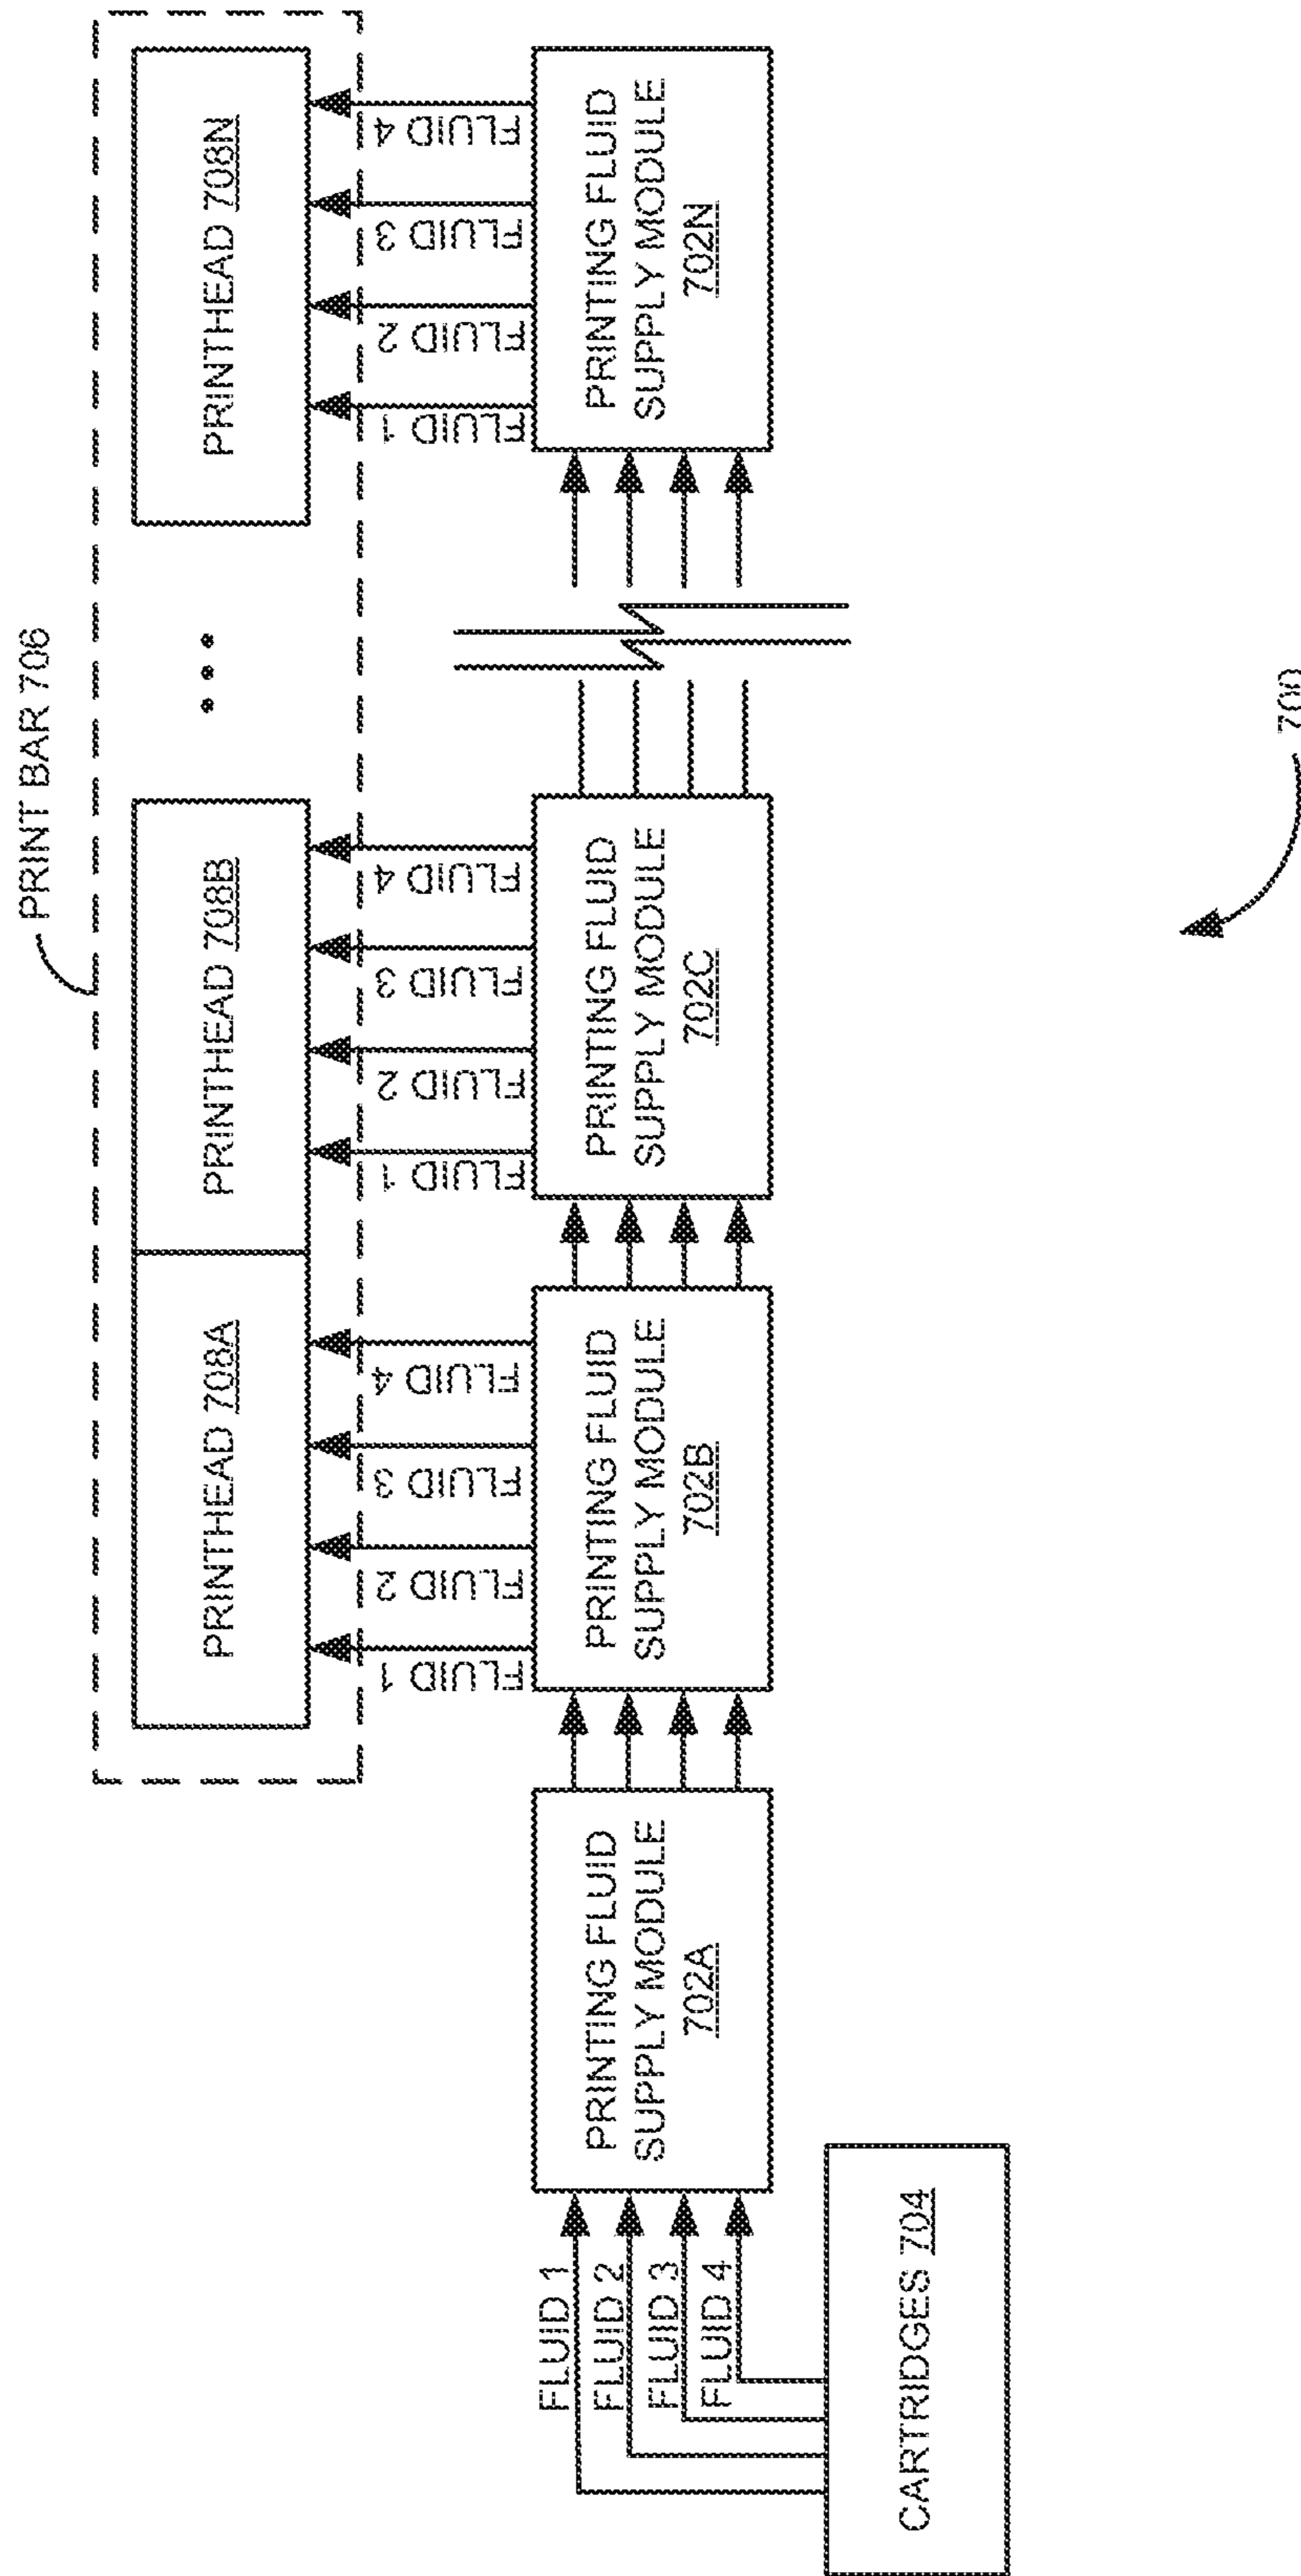 PRINT BAR 706
PRINTHEAD 708A
PRINTHEAD 708B
PRINTHEAD 708N
FLUID 1
FLUID 2
FLUID 3
FLUID 4
FLUID 1
FLUID 2
FLUID 3
FLUID 4
FLUID 1
FLUID 2
FLUID 3
FLUID 4
FLUID 1
FLUID 2
FLUID 3
FLUID 4
PRINTING FLUID
SUPPLY MODULE
702A
PRINTING FLUID
SUPPLY MODULE
702B
PRINTING FLUID
SUPPLY MODULE
702C
PRINTING FLUID
SUPPLY MODULE
702N
CARTRIDGES 704
700